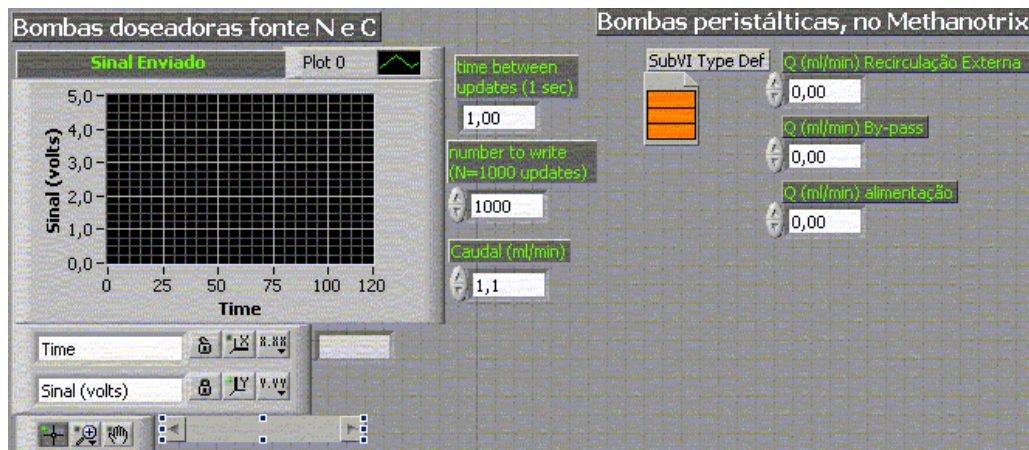 Bombas doseadoras fonte N e C
Bombas peristálticas, no Methanotrix
Sinal Enviado
Plot 0
5,0
4,0
3,0
2,0
1,0
0,0
Sinal (volts)
0 25 50 75 100 120
Time
time between
updates (1 sec)
1,00
number to write
(N=1000 updates)
1000
Caudal (ml/min)
1,1
SubVI Type Def
Q (ml/min) Recirculação Externa
0,00
Q (ml/min) By-pass
0,00
Q (ml/min) alimentação
0,00
Time
X
X.XX
Sinal (volts)
Y
Y.YY